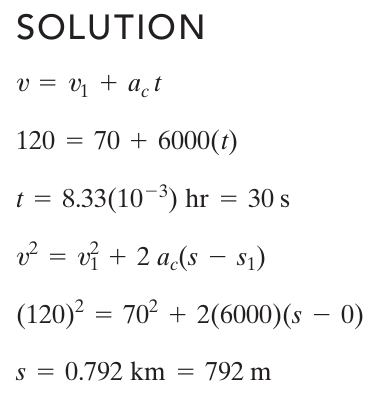 SOLUTION
v = v₁ + a꜀t
120 = 70 + 6000(t)
t = 8.33(10⁻³) hr = 30 s
v² = v₁² + 2 a꜀(s − s₁)
(120)² = 70² + 2(6000)(s − 0)
s = 0.792 km = 792 m